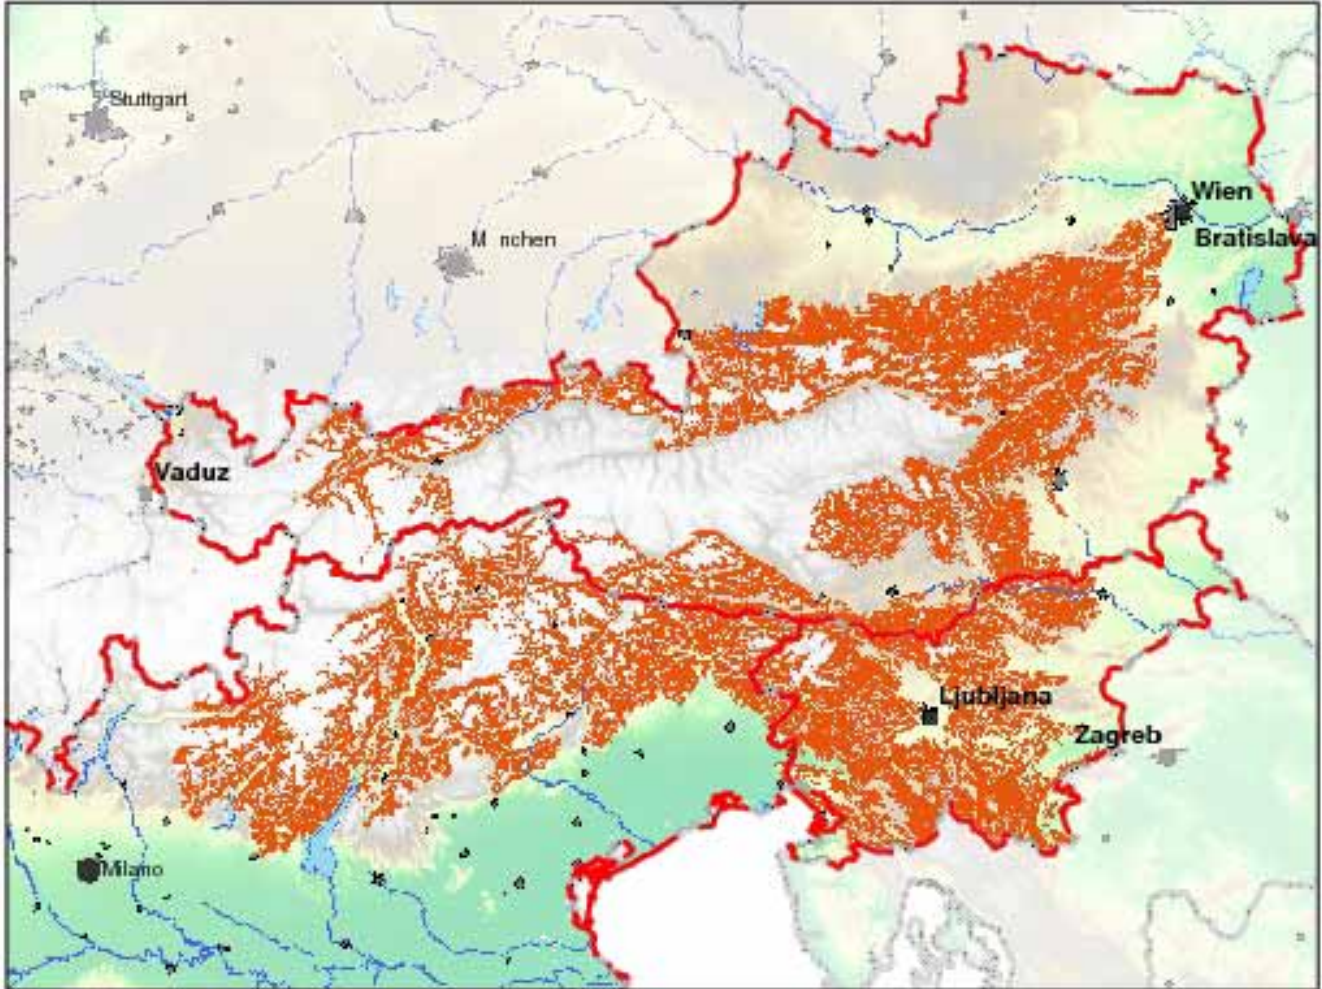 Stuttgart
Wien
Bratislava
M nchen
Vaduz
Ljubljana
Zagreb
Milano